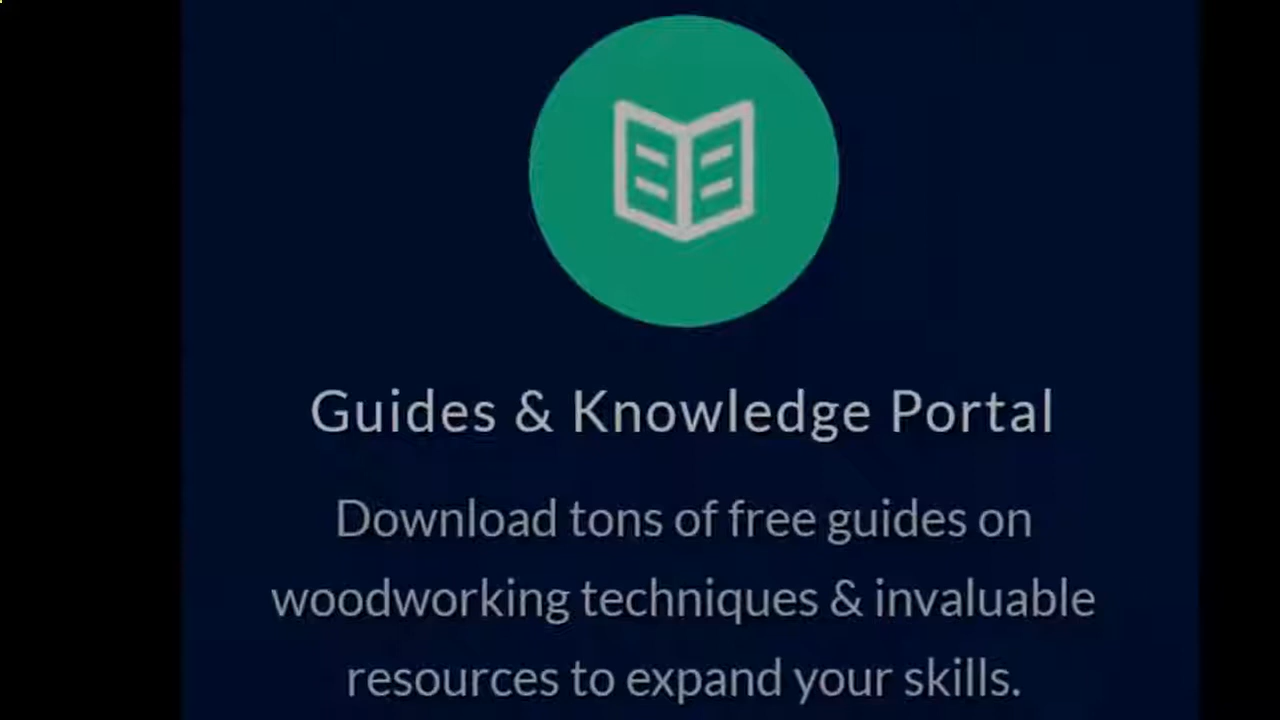 Guides & Knowledge Portal
Download tons of free guides on
woodworking techniques & invaluable
resources to expand your skills.